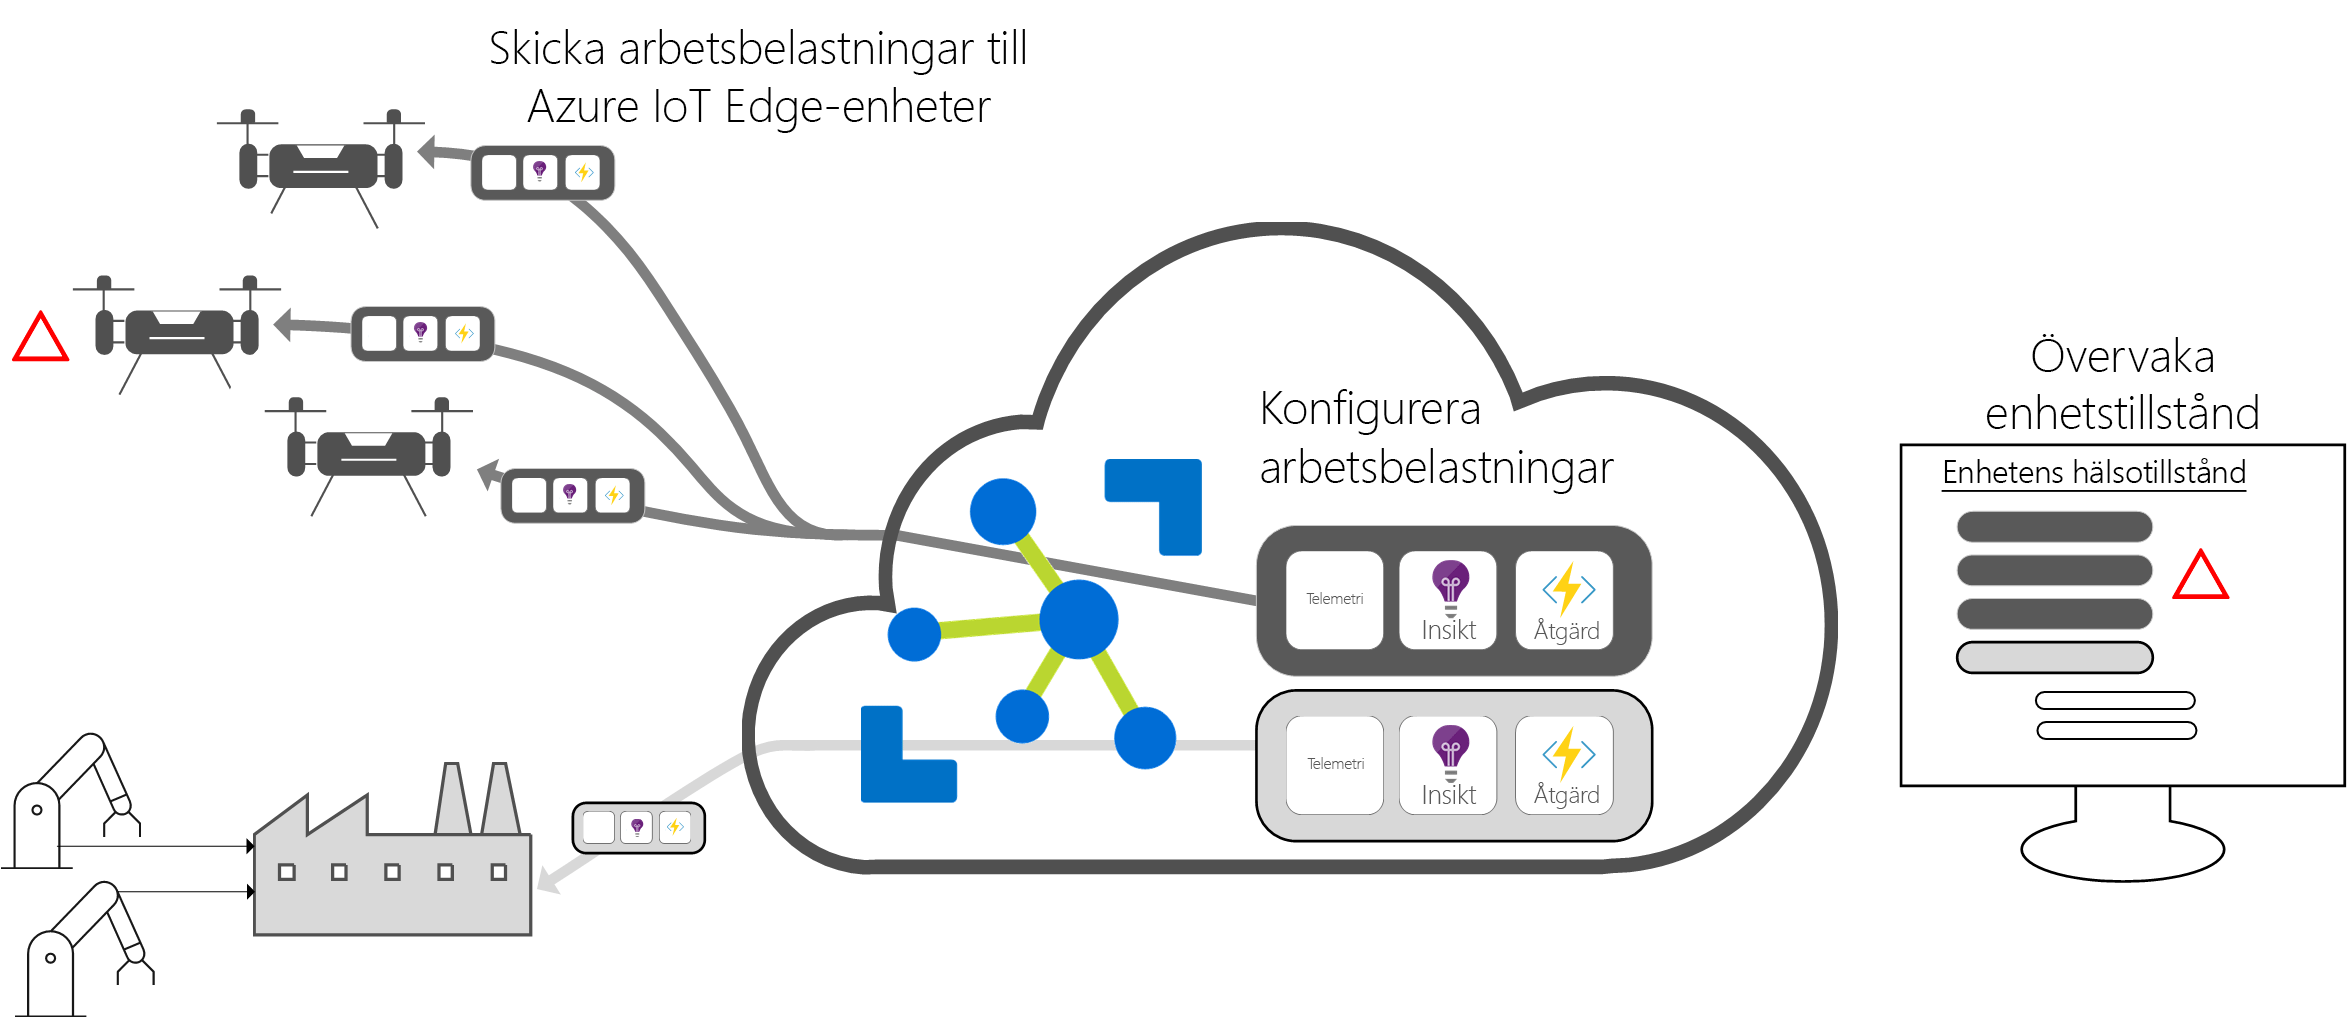 Skicka arbetsbelastningar till
Azure IoT Edge-enheter
Konfigurera
arbetsbelastningar
Telemetri
Insikt
Åtgärd
Telemetri
Insikt
Åtgärd
Övervaka
enhetstillstånd
Enhetens hälsotillstånd